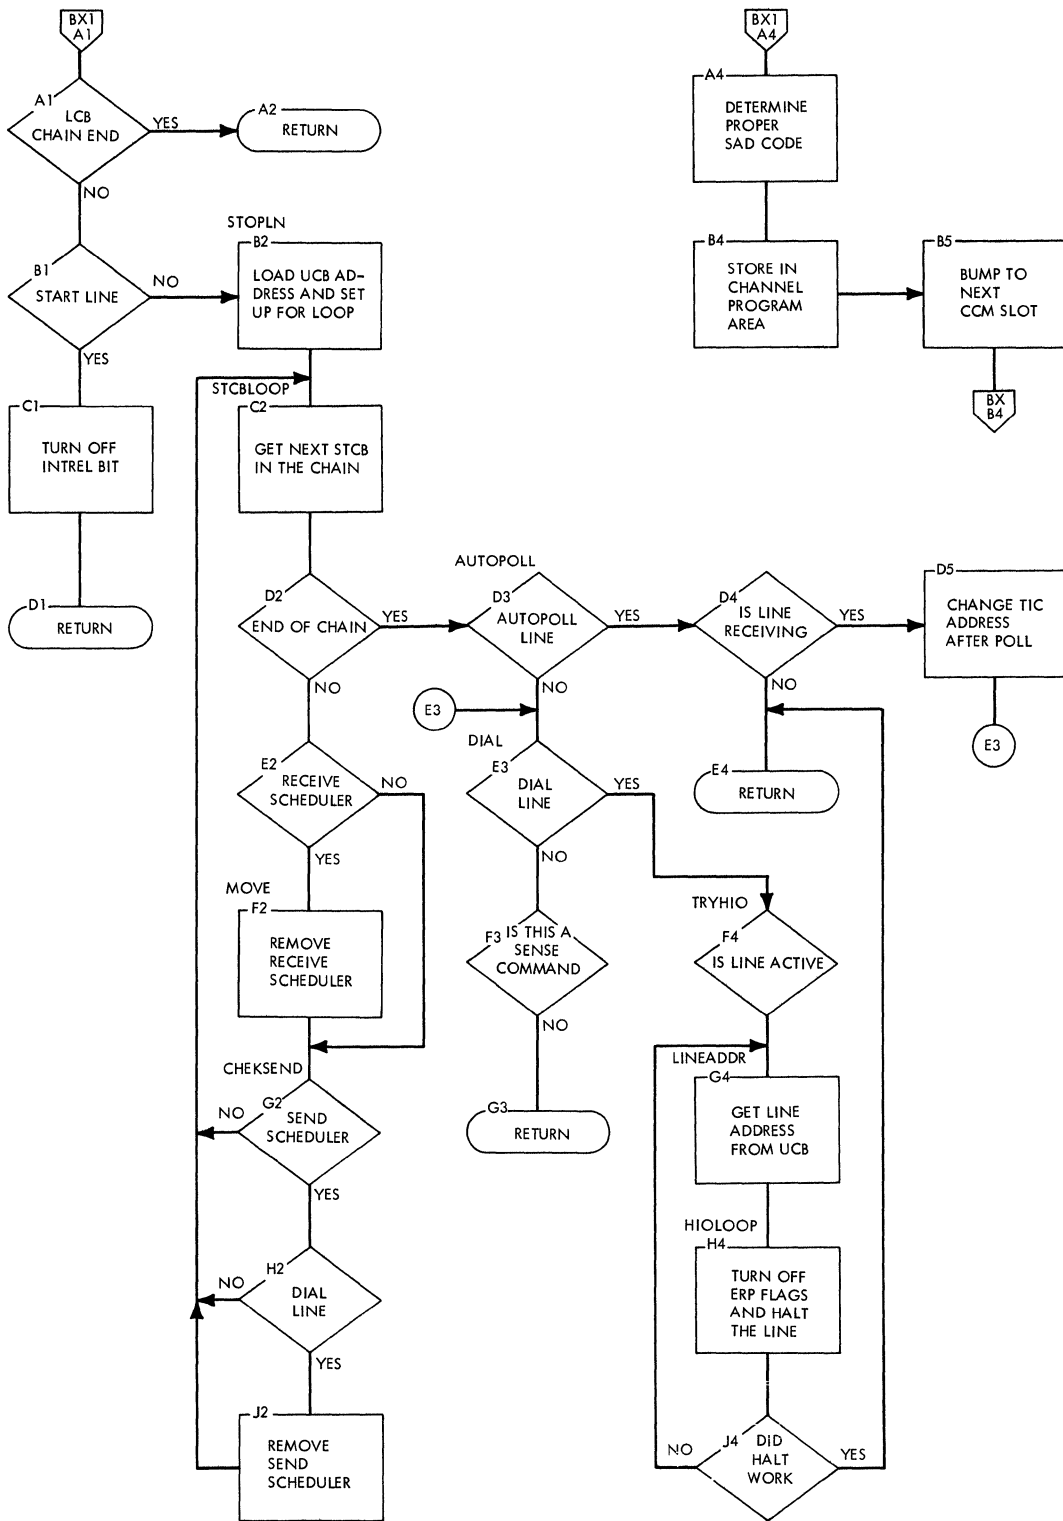 BX1
A1
A1
LCB
CHAIN END
YES
A2
RETURN
NO
B1
START LINE
NO
YES
STOPLN
B2
LOAD UCB AD-
DRESS AND SET
UP FOR LOOP
C1
TURN OFF
INTREL BIT
D1
RETURN
STCBLOOP
C2
GET NEXT STCB
IN THE CHAIN
D2
END OF CHAIN
YES
NO
E2
RECEIVE
SCHEDULER
NO
YES
MOVE
F2
REMOVE
RECEIVE
SCHEDULER
CHEKSEND
G2
SEND
SCHEDULER
NO
YES
H2
DIAL
LINE
NO
YES
J2
REMOVE
SEND
SCHEDULER
AUTOPOLL
D3
AUTOPOLL
LINE
YES
NO
E3
DIAL
E3
DIAL
LINE
YES
NO
F3
IS THIS A
SENSE
COMMAND
NO
G3
RETURN
BX1
A4
A4
DETERMINE
PROPER
SAD CODE
B4
STORE IN
CHANNEL
PROGRAM
AREA
B5
BUMP TO
NEXT
CCM SLOT
BX
B4
D4
IS LINE
RECEIVING
YES
NO
D5
CHANGE TIC
ADDRESS
AFTER POLL
E3
E4
RETURN
TRYHIO
F4
IS LINE ACTIVE
LINEADDR
G4
GET LINE
ADDRESS
FROM UCB
HIOLOOP
H4
TURN OFF
ERP FLAGS
AND HALT
THE LINE
J4
DID
HALT
WORK
NO
YES